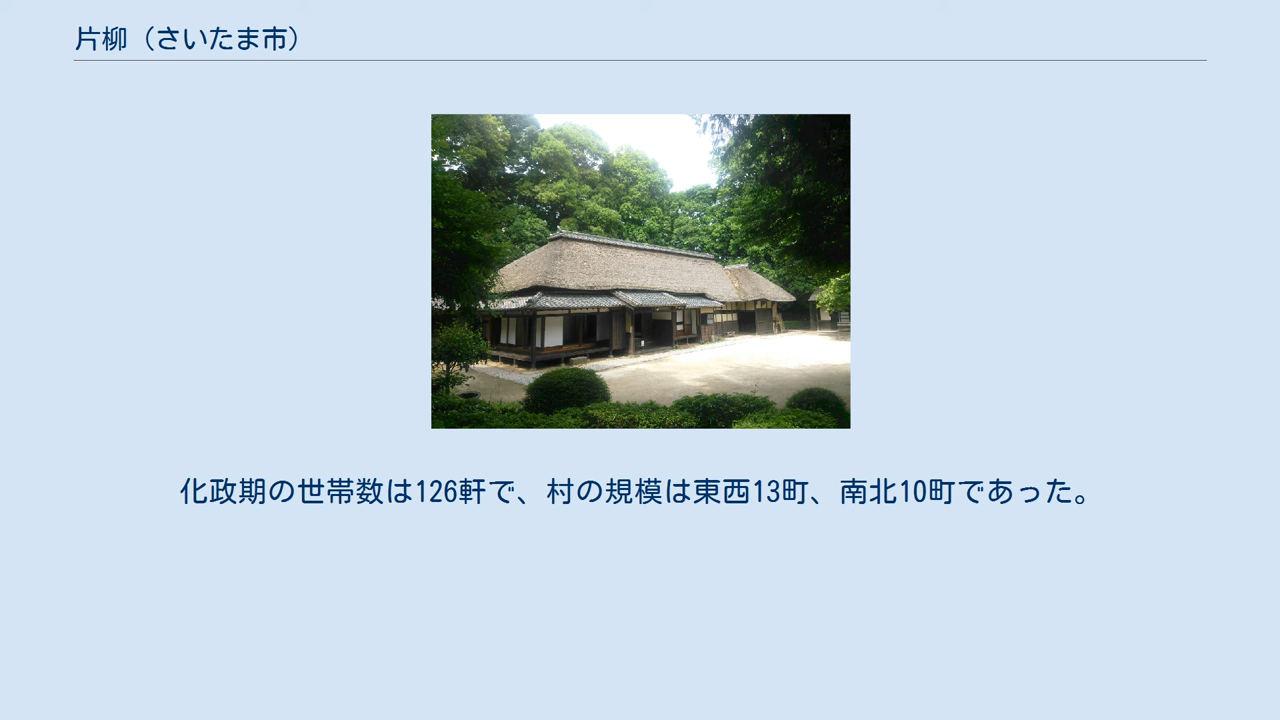 片柳（さいたま市）
化政期の世帯数は126軒で、村の規模は東西13町、南北10町であった。